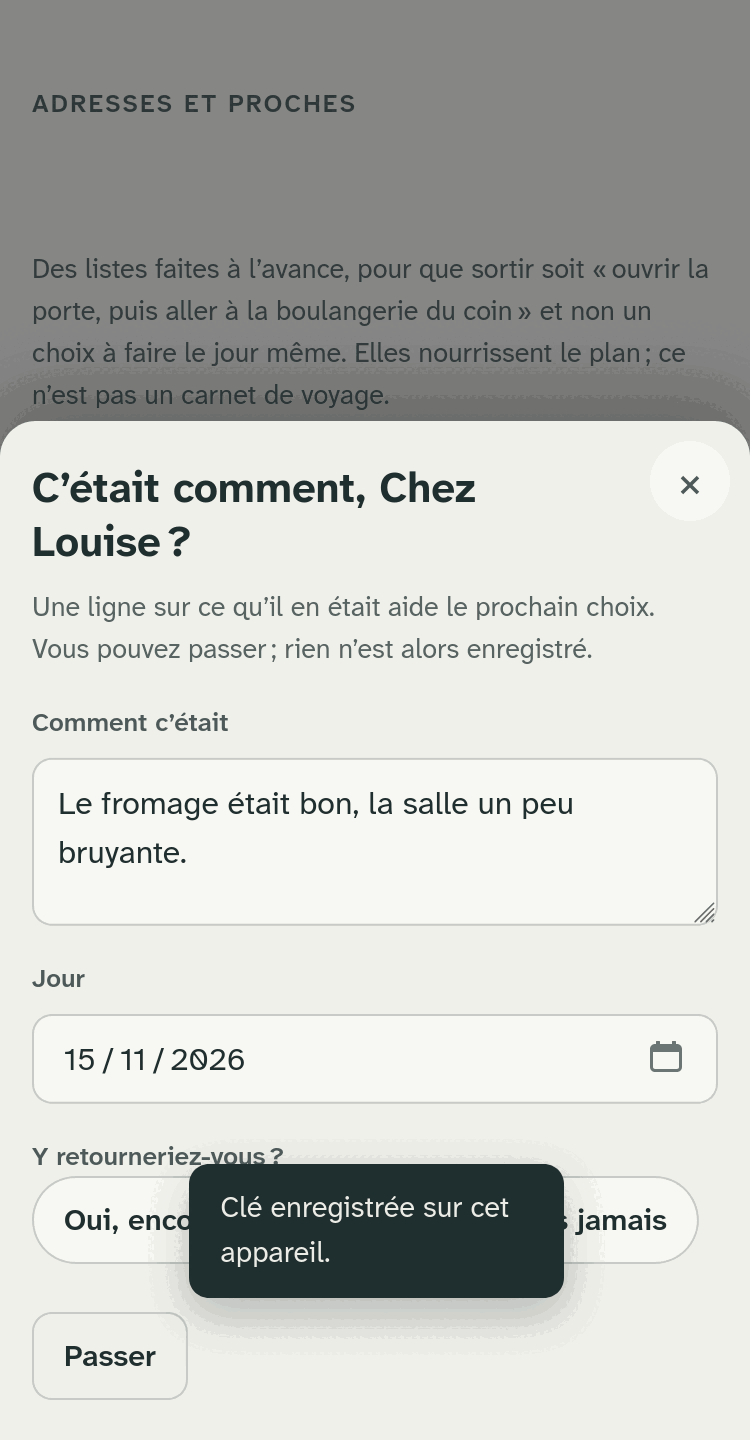 ADRESSES ET PROCHES
Des listes faites à l’avance, pour que sortir soit « ouvrir la
porte, puis aller à la boulangerie du coin » et non un
choix à faire le jour même. Elles nourrissent le plan ; ce
n’est pas un carnet de voyage.
C’était comment, Chez
Louise ?
×
Une ligne sur ce qu’il en était aide le prochain choix.
Vous pouvez passer ; rien n’est alors enregistré.
Comment c’était
Le fromage était bon, la salle un peu
bruyante.
Jour
15 / 11 / 2026
Y retourneriez-vous ?
Oui, jamais
Clé enregistrée sur cet
appareil.
Passer